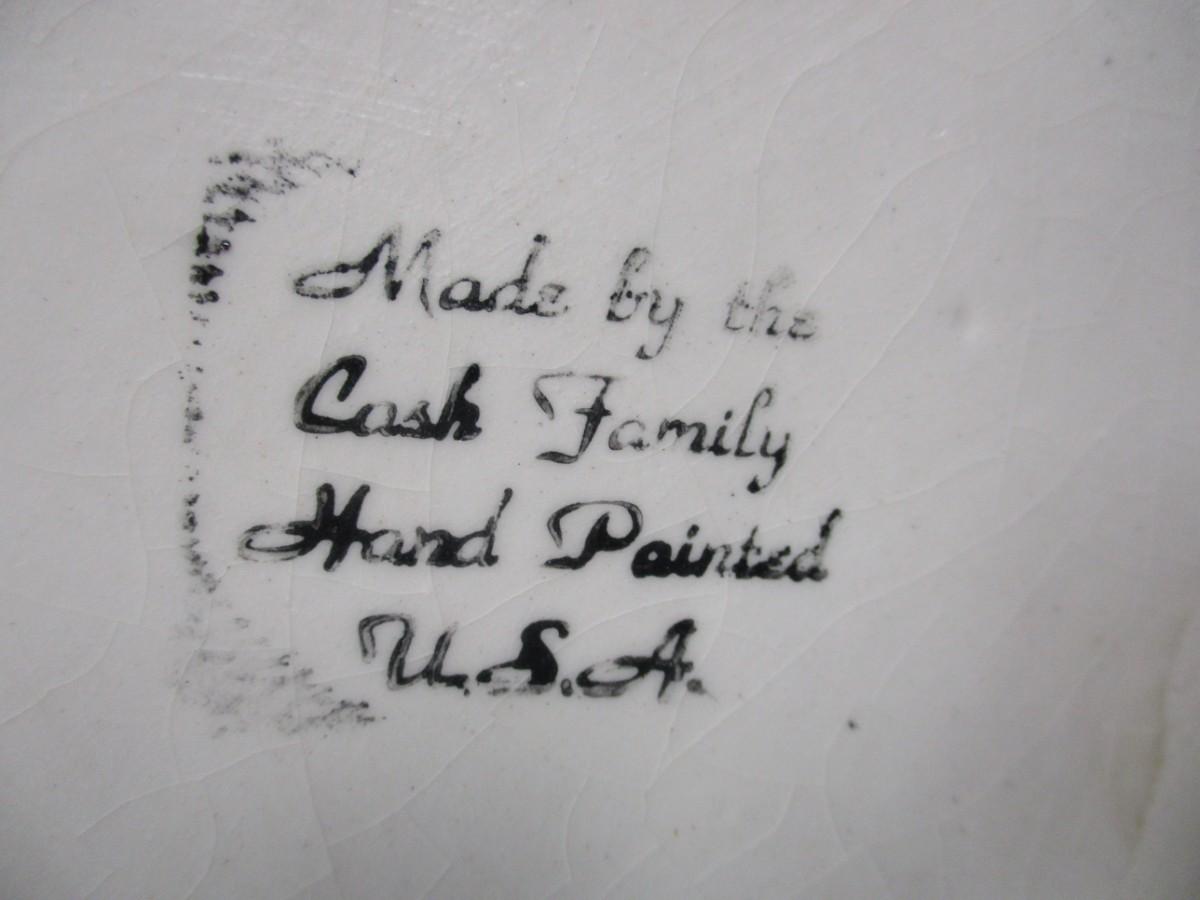 Made by the
Cash Family
Hand Painted
U.S.A.